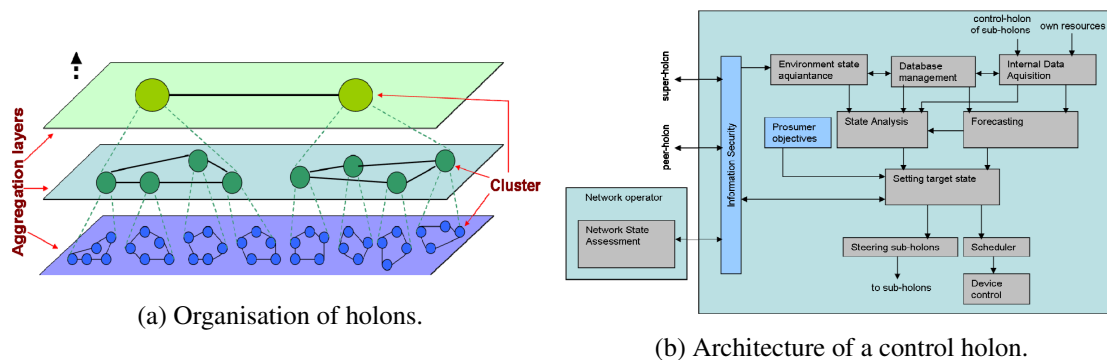 Aggregation layers
Cluster
(a) Organisation of holons.
control-holon
of sub-holons
own resources
super-holon
peer-holon
Information Security
Environment state
aquiantance
Database
management
Internal Data
Aquisition
State Analysis
Forecasting
Prosumer
objectives
Setting target state
Network operator
Network State
Assessment
Steering sub-holons
Scheduler
to sub-holons
Device
control
(b) Architecture of a control holon.